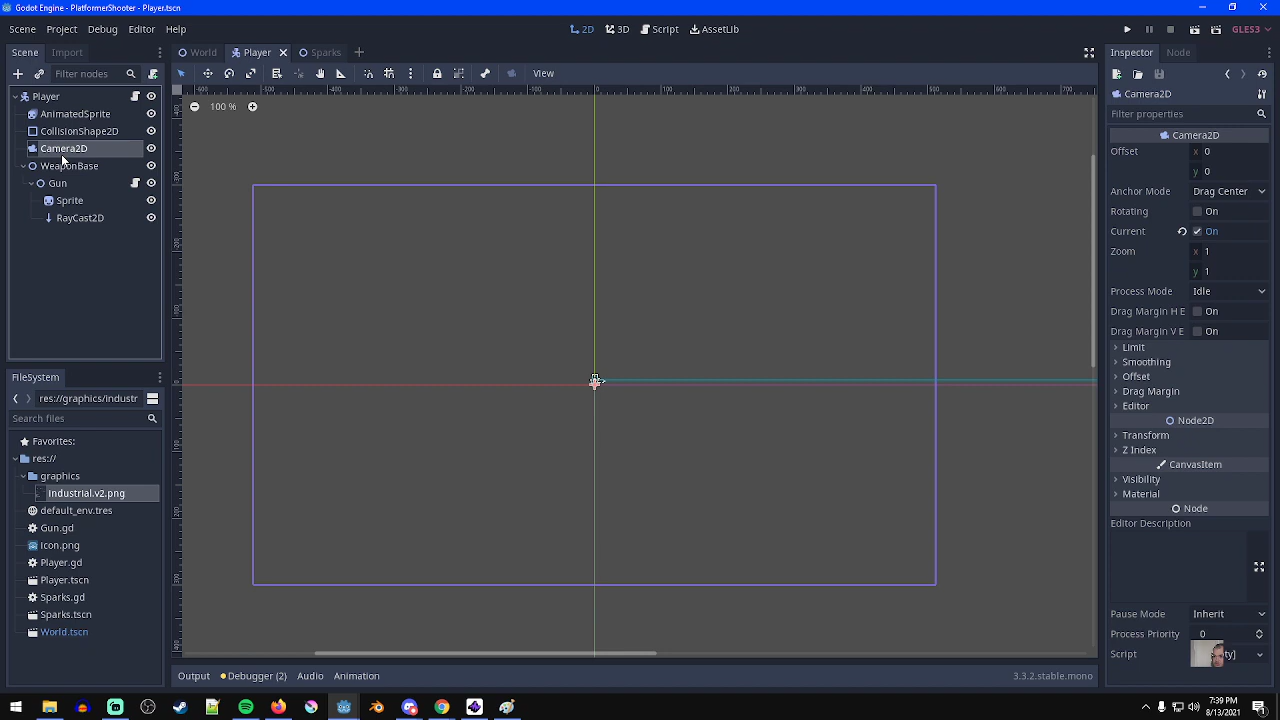 Godot Engine - PlatformerShooter - Player.tscn
Scene Project Debug Editor Help
2D 3D Script AssetLib
GLES3
Scene Import
World Player Sparks
Inspector Node
Filter nodes
View
Camera2D
Filter properties
100 %
Player
AnimatedSprite
CollisionShape2D
Camera2D
WeaponBase
Gun
Sprite
RayCast2D
Camera2D
Offset x 0
y 0
Anchor Mode Drag Center
Rotating On
Current On
Zoom x 1
y 1
Process Mode Idle
Drag Margin H E On
Drag Margin V E On
Limit
Smoothing
Offset
Drag Margin
Editor
Node2D
Transform
Z Index
CanvasItem
Visibility
Material
Node
Editor Description
Pause Mode Inherit
Process Priority 0
Script
FileSystem
res://graphics/industr
Search files
Favorites:
res://
graphics
industrial.v2.png
default_env.tres
Gun.gd
Icon.png
Player.gd
Player.tscn
Sparks.gd
Sparks.tscn
World.tscn
Output Debugger (2) Audio Animation
3.3.2.stable.mono
7:39 PM
8/13/2021